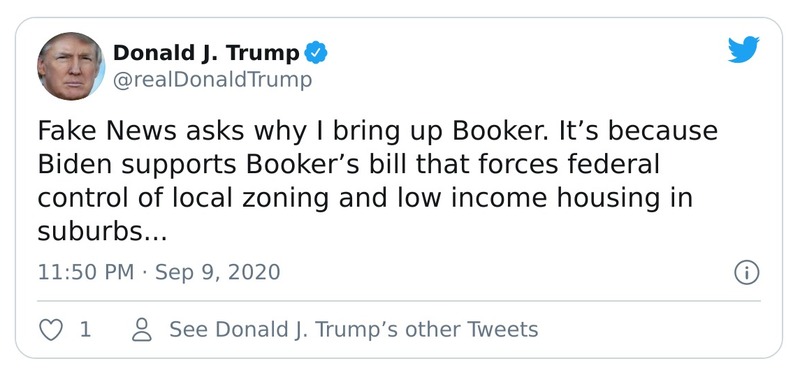 Donald J. Trump
@realDonaldTrump
Fake News asks why I bring up Booker. It’s because
Biden supports Booker’s bill that forces federal
control of local zoning and low income housing in
suburbs...
11:50 PM · Sep 9, 2020
1 See Donald J. Trump’s other Tweets